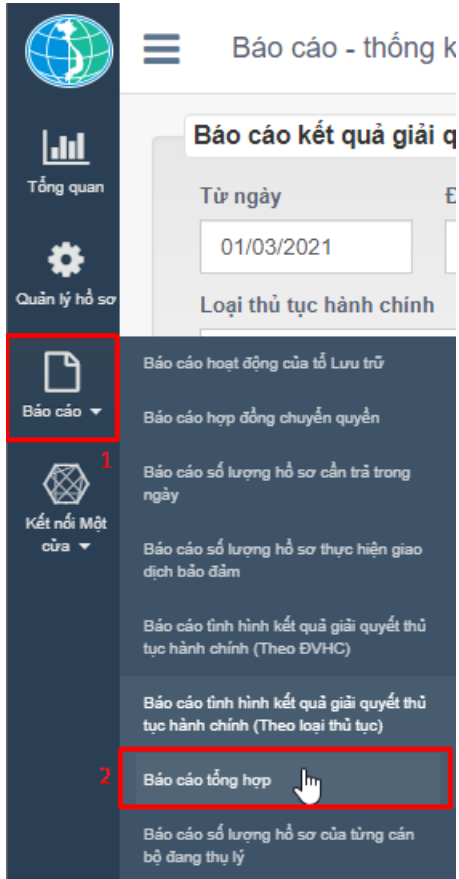 Báo cáo - thống k
Báo cáo kết quả giải q
Từ ngày
Đ
01/03/2021
Loại thủ tục hành chính
Tổng quan
Quản lý hồ sơ
Báo cáo
1
Kết nối Một
cửa
Báo cáo hoạt động của tổ Lưu trữ
Báo cáo hợp đồng chuyển quyền
Báo cáo số lượng hồ sơ cần trả trong
ngày
Báo cáo số lượng hồ sơ thực hiện giao
dịch bảo đảm
Báo cáo tình hình kết quả giải quyết thủ
tục hành chính (Theo ĐVHC)
Báo cáo tình hình kết quả giải quyết thủ
tục hành chính (Theo loại thủ tục)
2
Báo cáo tổng hợp
Báo cáo số lượng hồ sơ của từng cán
bộ đang thụ lý